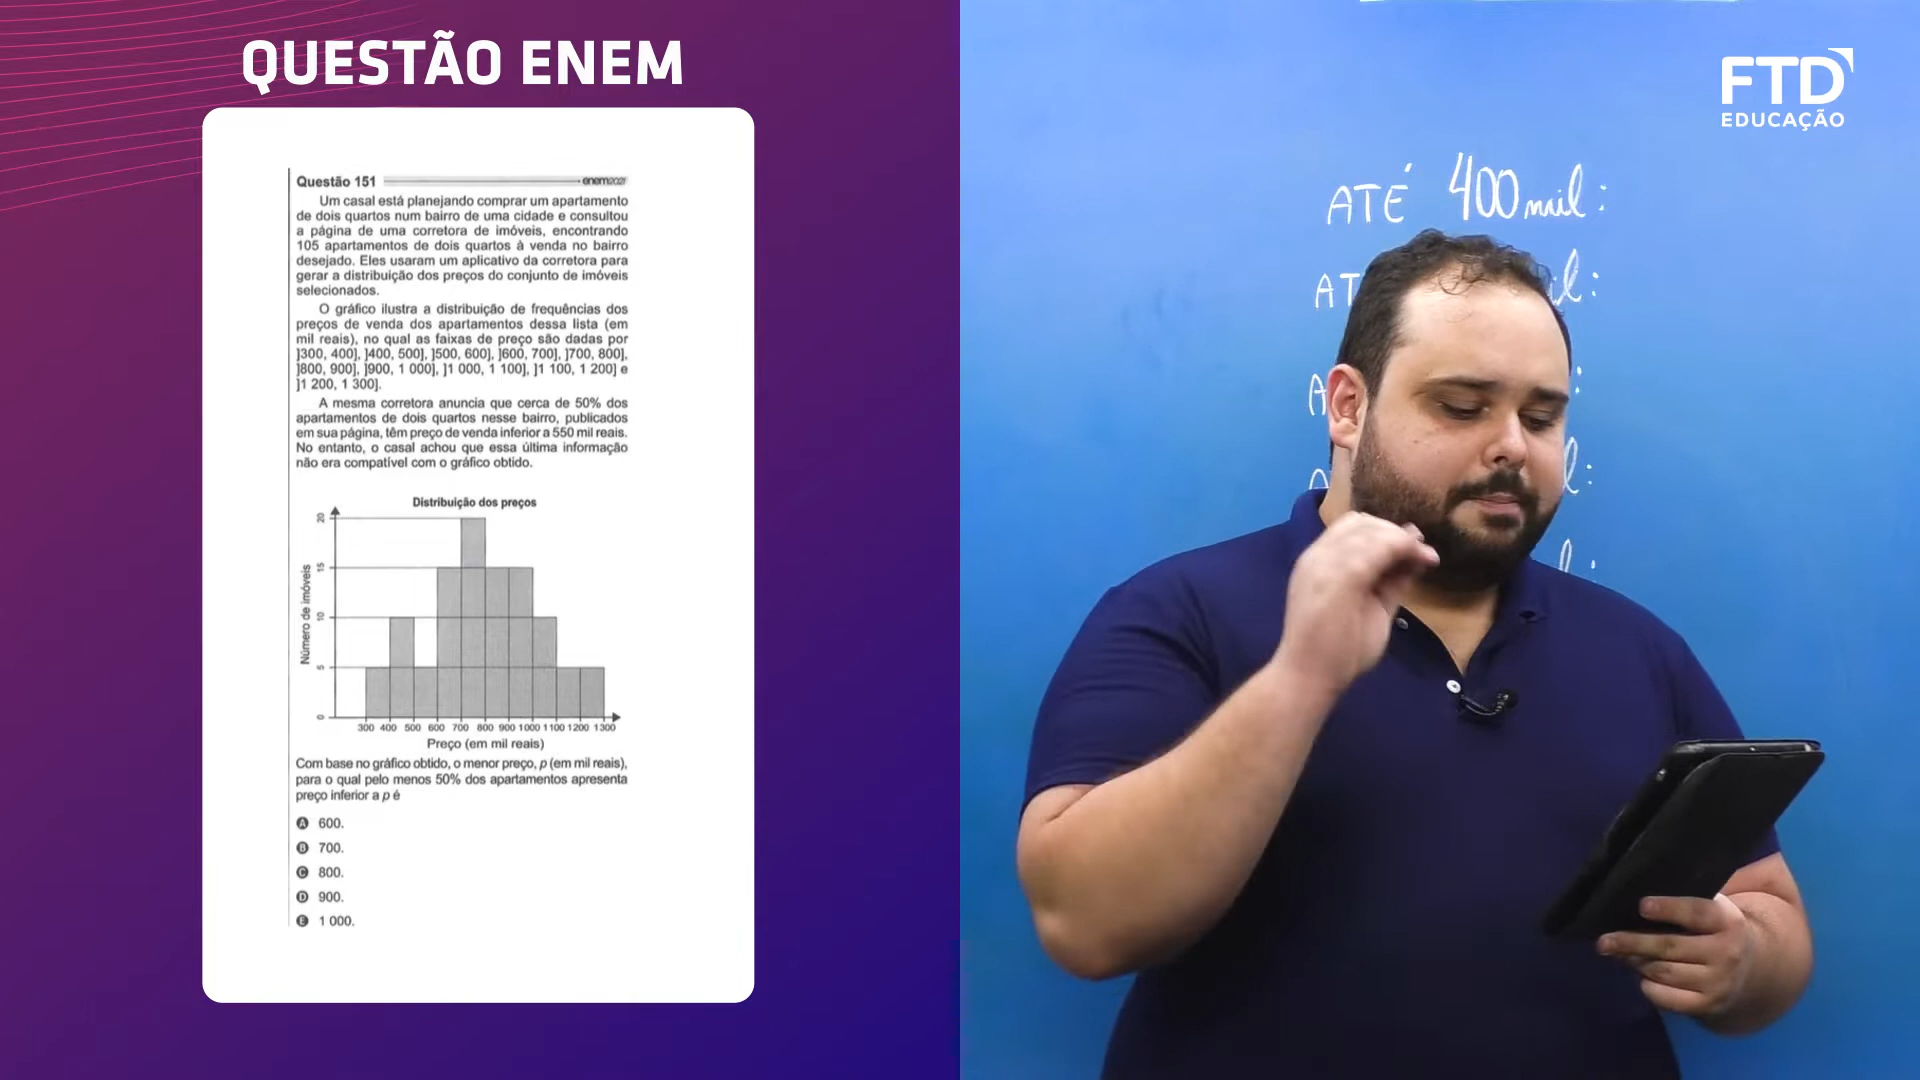 QUESTÃO ENEM
Questão 151
enem2021
Um casal está planejando comprar um apartamento
de dois quartos num bairro de uma cidade e consultou
a página de uma corretora de imóveis, encontrando
105 apartamentos de dois quartos à venda no bairro
desejado. Eles usaram um aplicativo da corretora para
gerar a distribuição dos preços do conjunto de imóveis
selecionados.
O gráfico ilustra a distribuição de frequências dos
preços de venda dos apartamentos dessa lista (em
mil reais), no qual as faixas de preço são dadas por
]300, 400], ]400, 500], ]500, 600], ]600, 700], ]700, 800],
]800, 900], ]900, 1 000], ]1 000, 1 100], ]1 100, 1 200] e
]1 200, 1 300].
A mesma corretora anuncia que cerca de 50% dos
apartamentos de dois quartos nesse bairro, publicados
em sua página, têm preço de venda inferior a 550 mil reais.
No entanto, o casal achou que essa última informação
não era compatível com o gráfico obtido.
Distribuição dos preços
20
15
10
5
0
Número de imóveis
300 400 500 600 700 800 900 1000 1100 1200 1300
Preço (em mil reais)
Com base no gráfico obtido, o menor preço, p (em mil reais),
para o qual pelo menos 50% dos apartamentos apresenta
preço inferior a p é
A 600.
B 700.
C 800.
D 900.
E 1 000.
FTD
EDUCAÇÃO
ATÉ 400 mil: